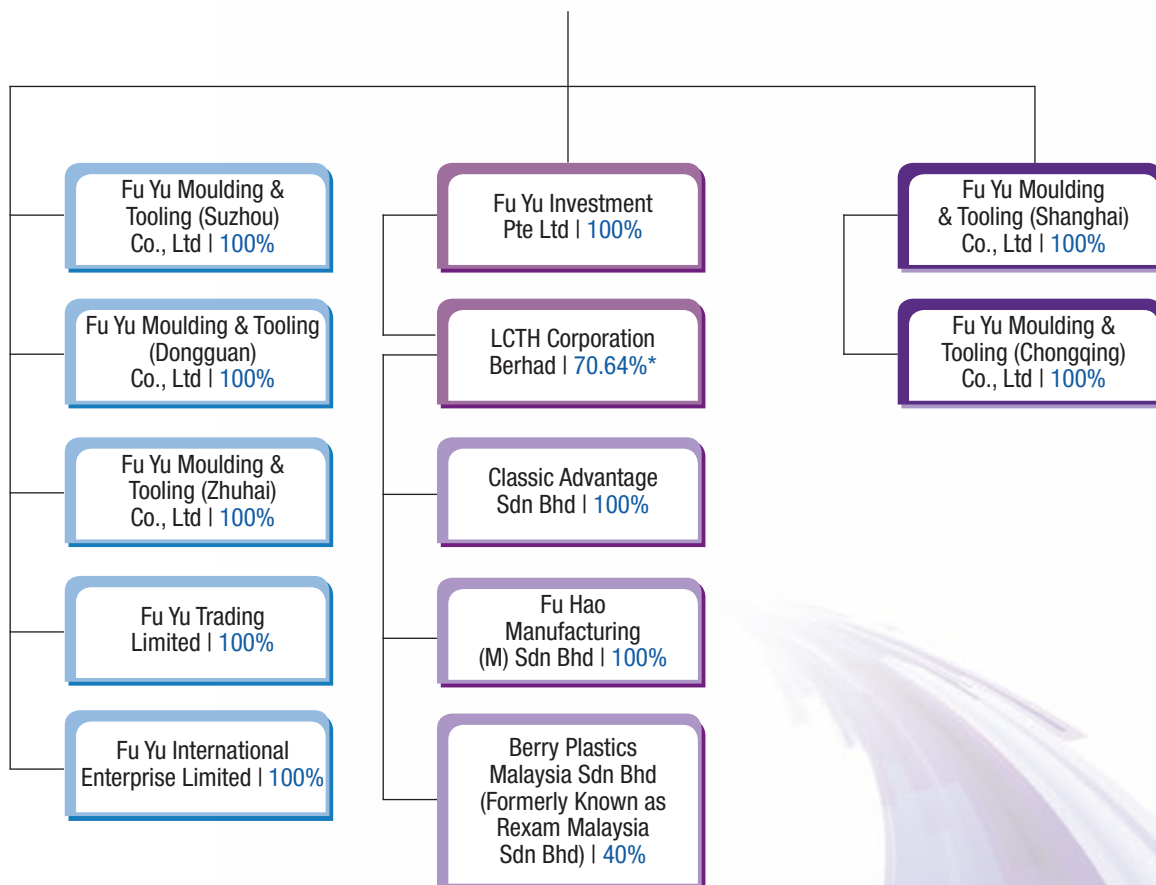 Fu Yu Moulding &
Tooling (Suzhou)
Co., Ltd | 100%
Fu Yu Moulding & Tooling
(Dongguan)
Co., Ltd | 100%
Fu Yu Moulding &
Tooling (Zhuhai)
Co., Ltd | 100%
Fu Yu Trading
Limited | 100%
Fu Yu International
Enterprise Limited | 100%
Fu Yu Investment
Pte Ltd | 100%
LCTH Corporation
Berhad | 70.64%*
Classic Advantage
Sdn Bhd | 100%
Fu Hao
Manufacturing
(M) Sdn Bhd | 100%
Berry Plastics
Malaysia Sdn Bhd
(Formerly Known as
Rexam Malaysia
Sdn Bhd) | 40%
Fu Yu Moulding
& Tooling (Shanghai)
Co., Ltd | 100%
Fu Yu Moulding &
Tooling (Chongqing)
Co., Ltd | 100%